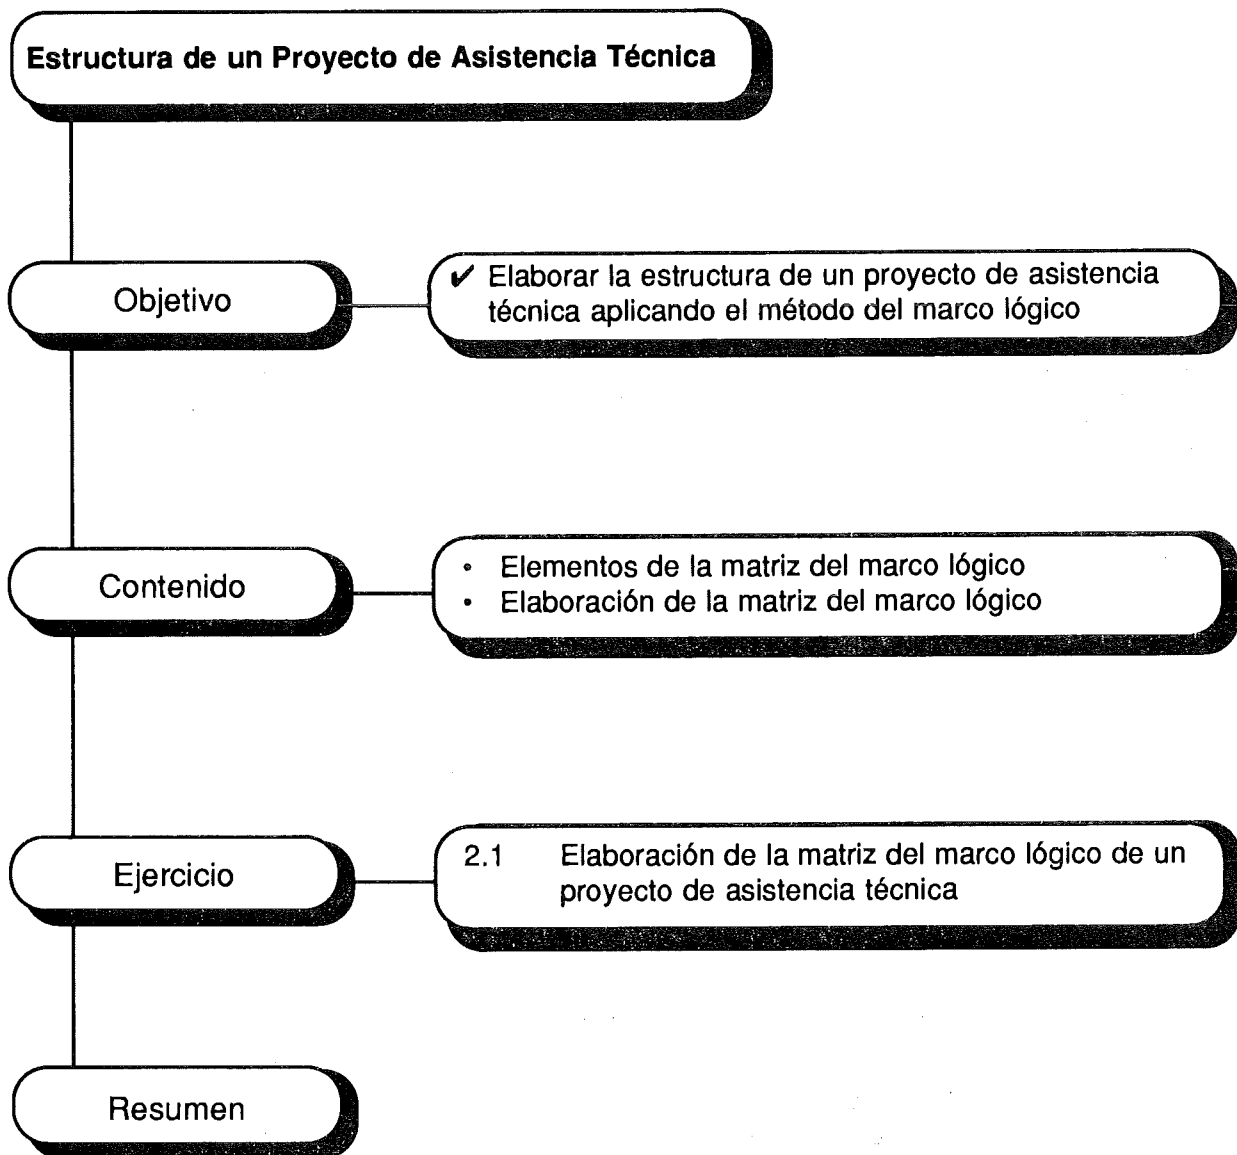 Estructura de un Proyecto de Asistencia Técnica
Objetivo
✔ Elaborar la estructura de un proyecto de asistencia
técnica aplicando el método del marco lógico
Contenido
• Elementos de la matriz del marco lógico
• Elaboración de la matriz del marco lógico
Ejercicio
2.1 Elaboración de la matriz del marco lógico de un
proyecto de asistencia técnica
Resumen